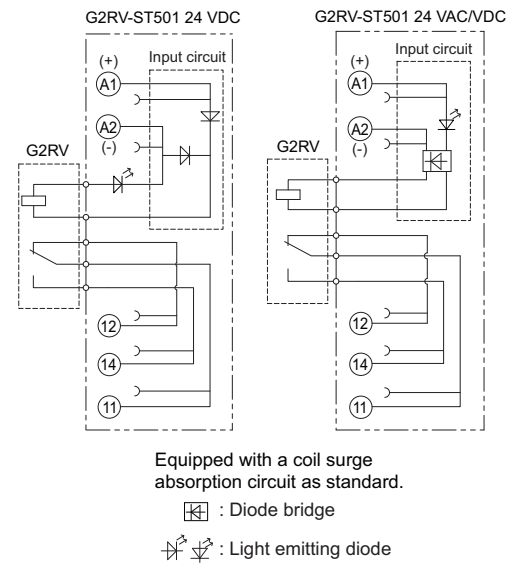 G2RV-ST501 24 VDC
(+)
A1
Input circuit
A2
(-)
G2RV
12
14
11
G2RV-ST501 24 VAC/VDC
(+)
A1
Input circuit
A2
(-)
G2RV
12
14
11
Equipped with a coil surge
absorption circuit as standard.
: Diode bridge
: Light emitting diode